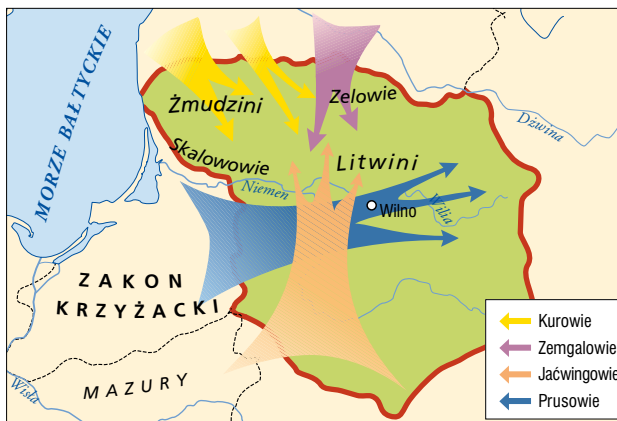 MORZE BAŁTYCKIE
Żmudzini
Zelowie
Skalowowie
Litwini
Dźwina
Niemen
Wilno
Wilia
ZAKON
KRZYŻACKI
MAZURY
Wisła
Kurowie
Zemgalowie
Jaćwingowie
Prusowie